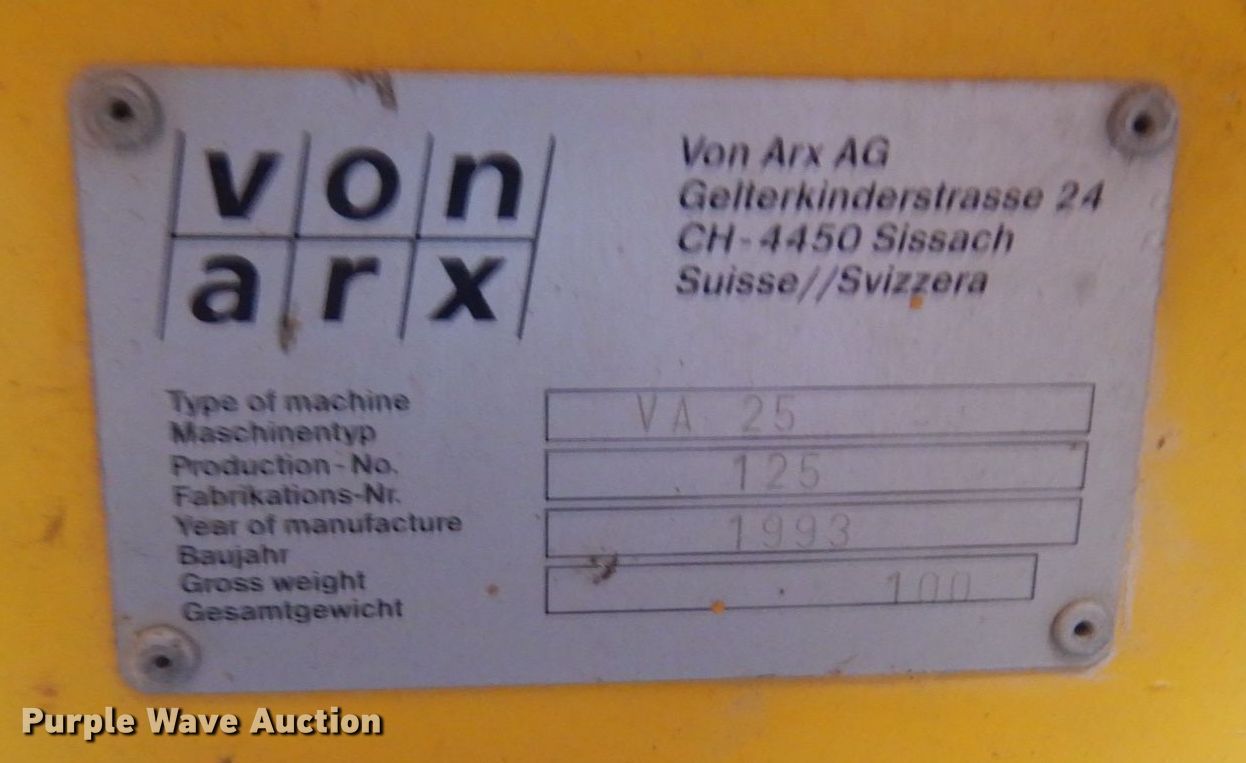 von
arx
Von Arx AG
Gelterkinderstrasse 24
CH-4450 Sissach
Suisse//Svizzera
Type of machine
Maschinentyp
VA 25
Production-No.
Fabrikations-Nr.
125
Year of manufacture
Baujahr
1993
Gross weight
Gesamtgewicht
100
Purple Wave Auction